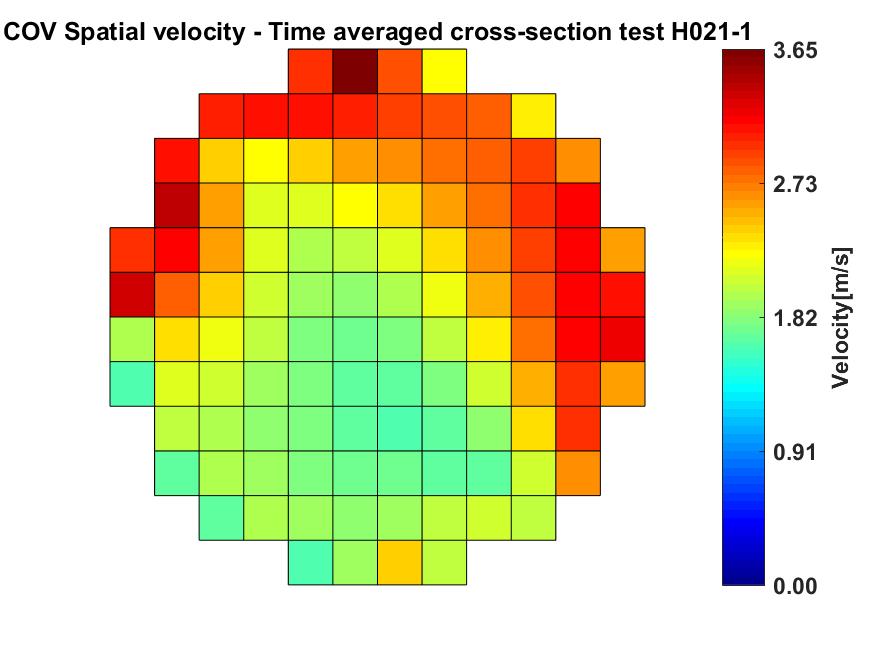 COV Spatial velocity - Time averaged cross-section test H021-1
3.65
2.73
1.82
0.91
0.00
Velocity[m/s]